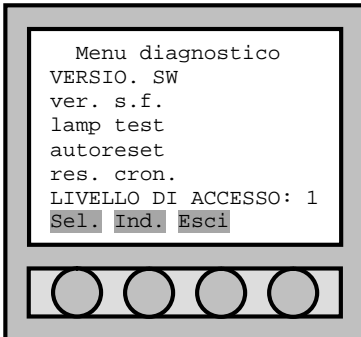 Menu diagnostico
VERSIO. SW
ver. s.f.
lamp test
autoreset
res. cron.
LIVELLO DI ACCESSO: 1
Sel. Ind. Esci